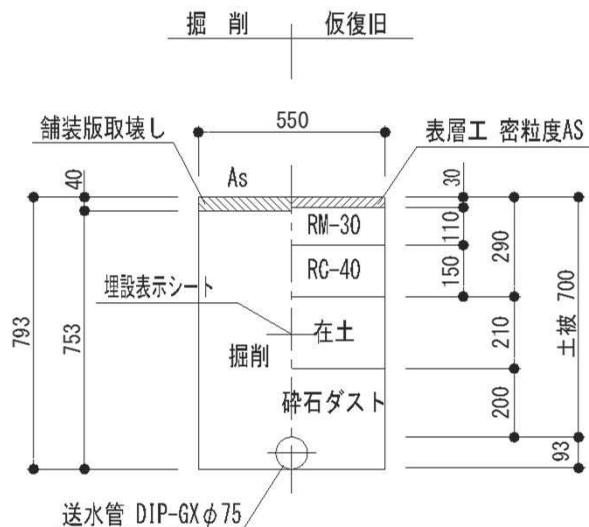 掘 削
仮復旧
550
舗装版取壊し
表層工 密粒度AS
40
As
30
RM-30
110
290
RC-40
150
埋設表示シート
土被 700
793
753
在土
210
掘削
砕石ダスト
200
93
送水管 DIP-GXφ75